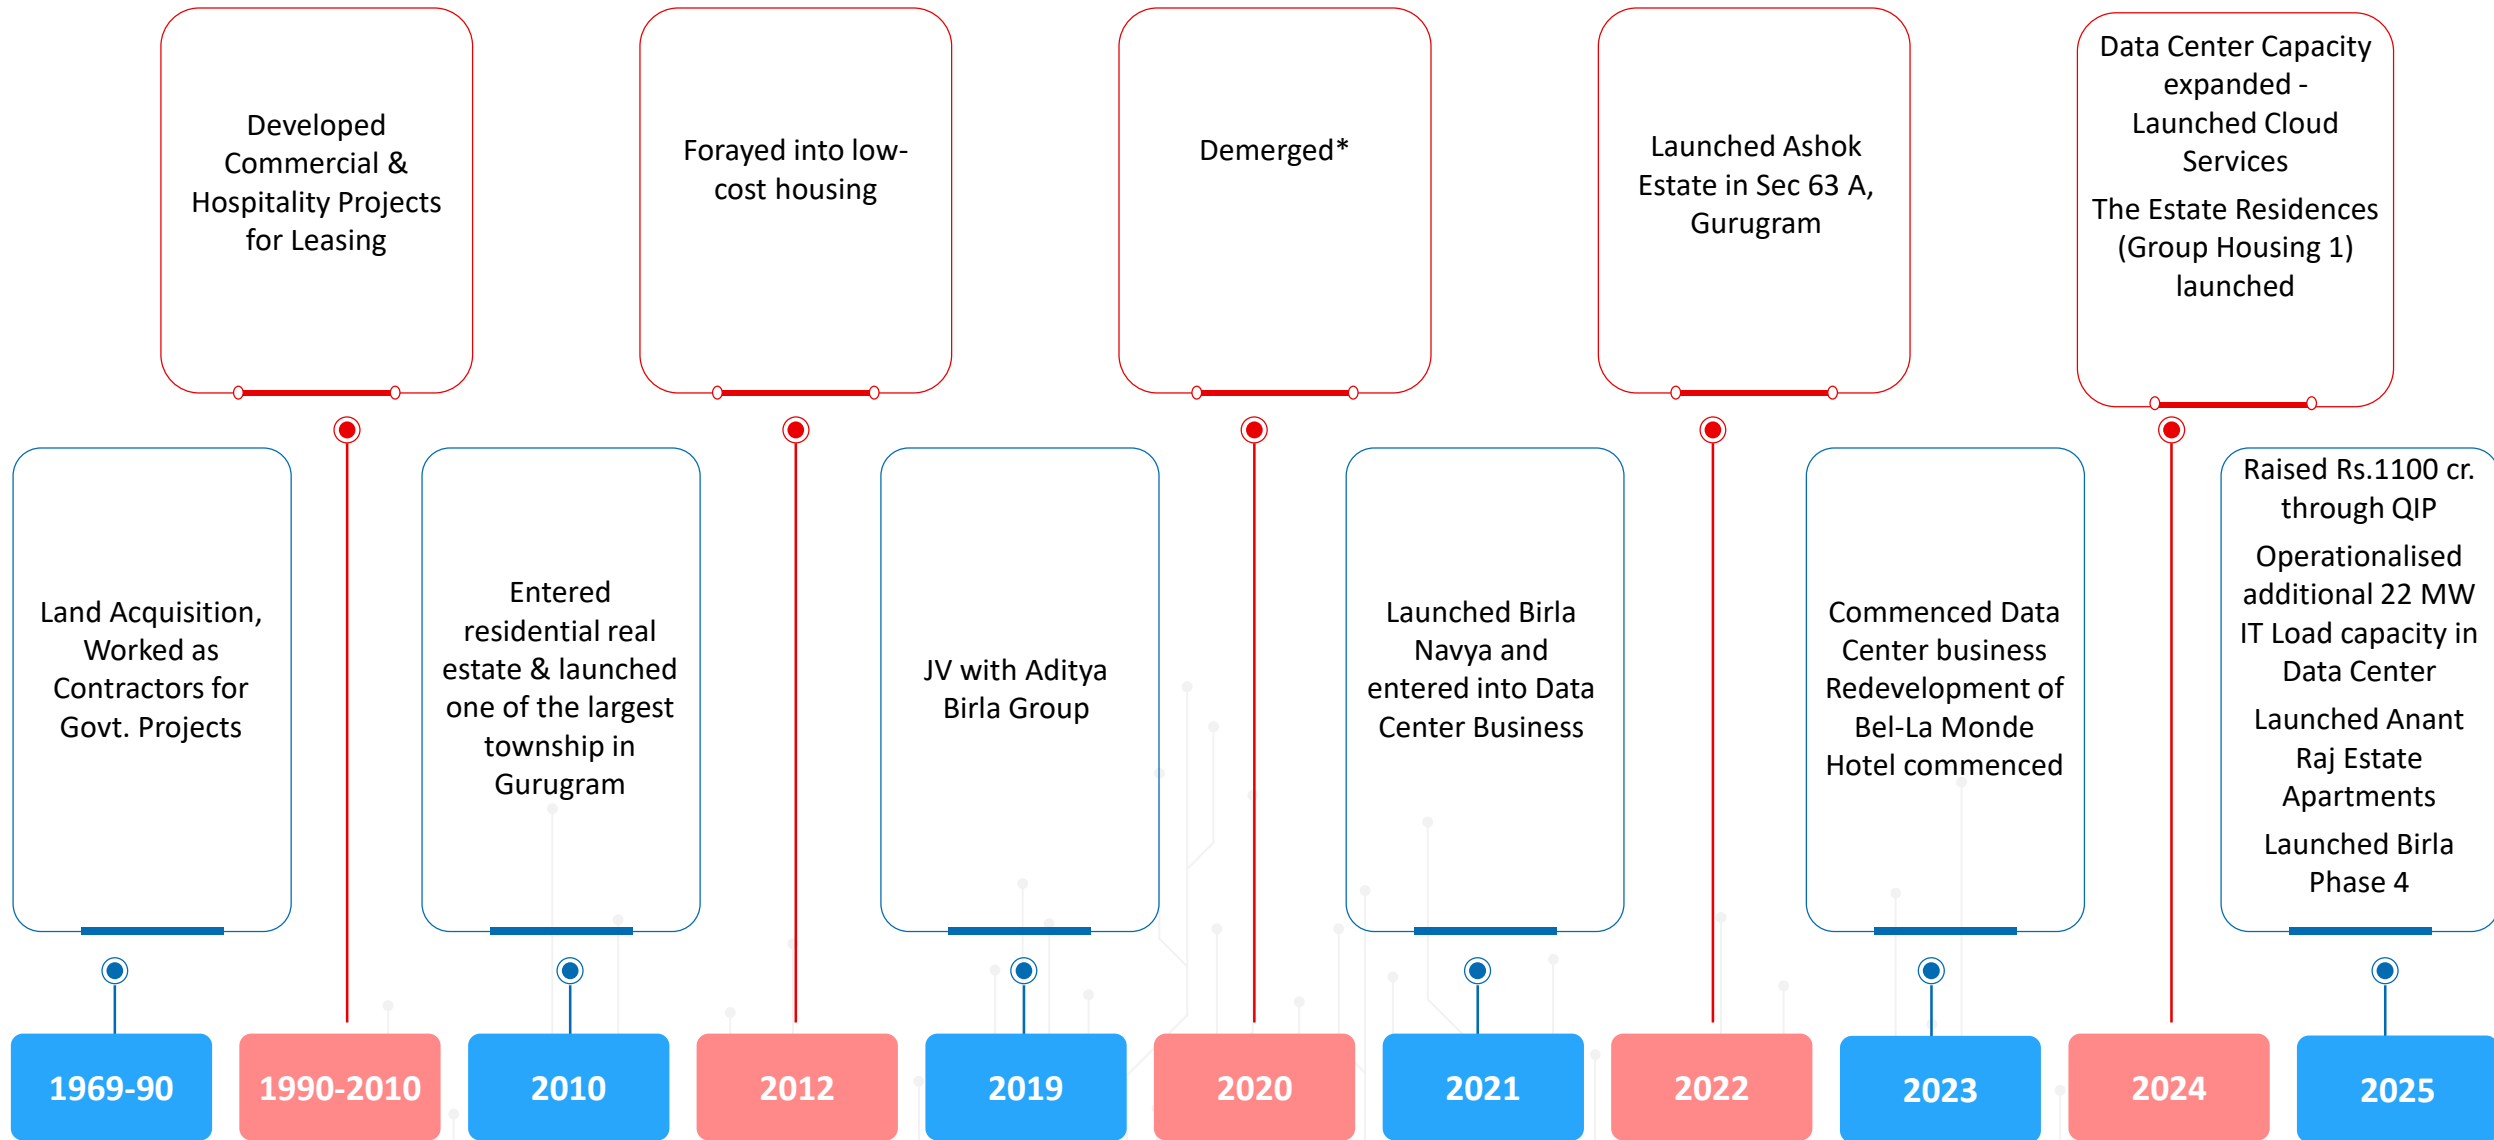 Developed
Commercial &
Hospitality Projects
for Leasing
Forayed into low-
cost housing
Demerged*
Launched Ashok
Estate in Sec 63 A,
Gurugram
Data Center Capacity
expanded -
Launched Cloud
Services
The Estate Residences
(Group Housing 1)
launched
Land Acquisition,
Worked as
Contractors for
Govt. Projects
Entered
residential real
estate & launched
one of the largest
township in
Gurugram
JV with Aditya
Birla Group
Launched Birla
Navya and
entered into Data
Center Business
Commenced Data
Center business
Redevelopment of
Bel-La Monde
Hotel commenced
Raised Rs.1100 cr.
through QIP
Operationalised
additional 22 MW
IT Load capacity in
Data Center
Launched Anant
Raj Estate
Apartments
Launched Birla
Phase 4
1969-90
1990-2010
2010
2012
2019
2020
2021
2022
2023
2024
2025